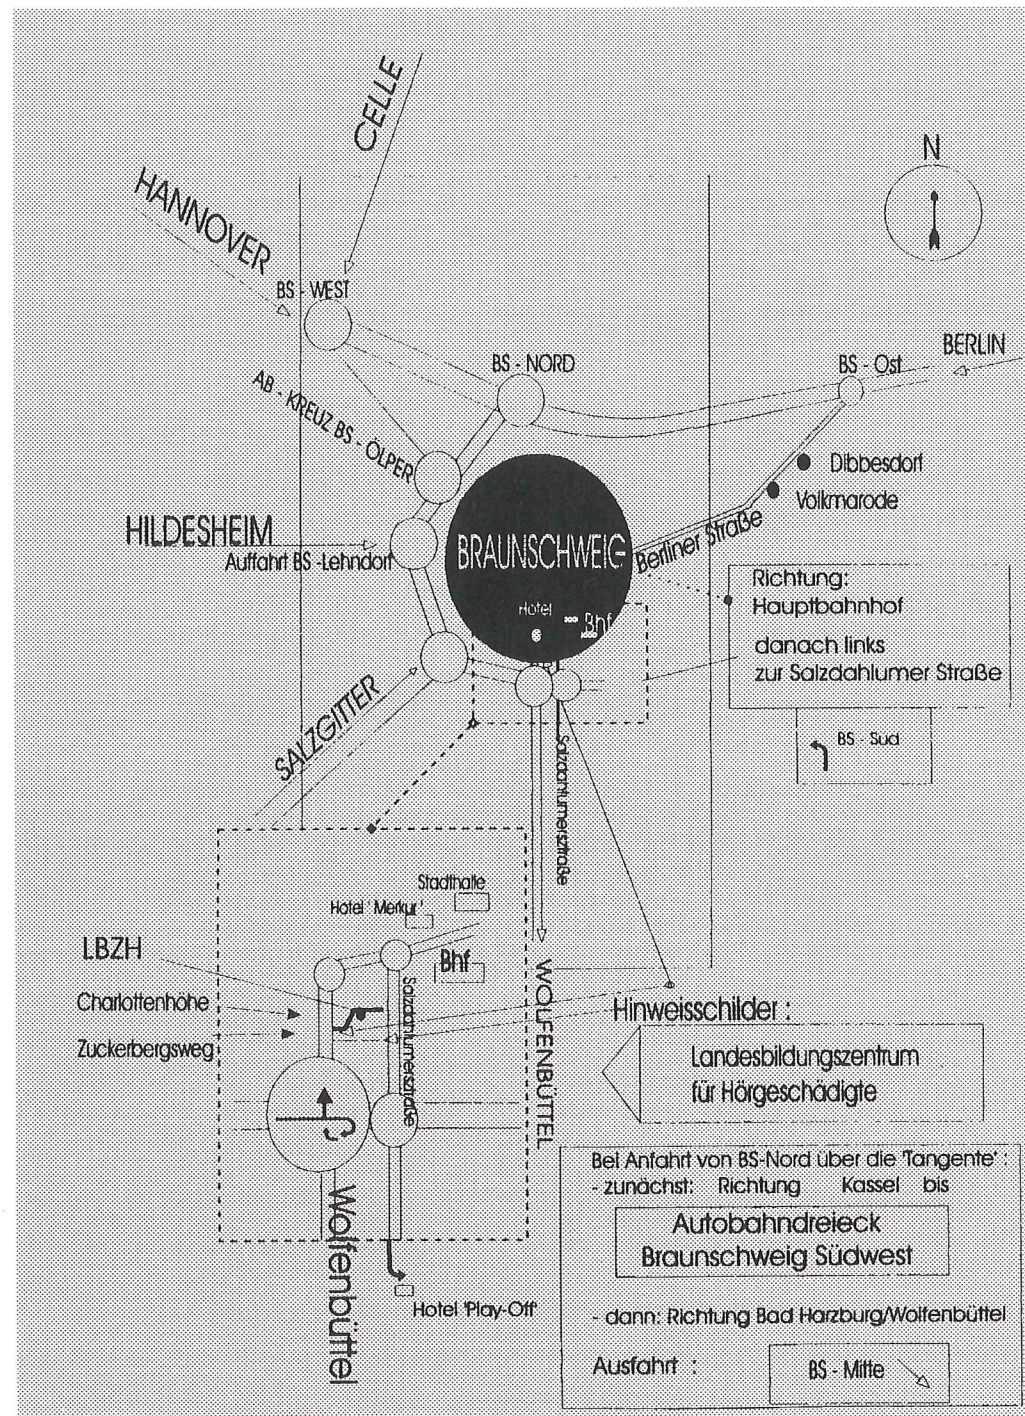 CELLE
HANNOVER
N
BS - WEST
BS - NORD
BERLIN
BS - Ost
AB - KREUZ BS - ÖLPER
Dibbesdorf
Volkmarode
HILDESHEIM
Auffahrt BS -Lehndorf
BRAUNSCHWEIG
Berliner Straße
Hotel
Bhf
Richtung:
Hauptbahnhof
danach links
zur Salzdahlumer Straße
SALZGITTER
BS - Süd
Salzdahlumerstraße
Stadthalle
Hotel 'Merkur'
LBZH
Bhf
Charlottenhöhe
Zuckerbergsweg
Salzdahlumerstraße
WOLFENBÜTTEL
Hinweisschilder :
Landesbildungszentrum
für Hörgeschädigte
Wolfenbüttel
Hotel 'Play-Off'
Bei Anfahrt von BS-Nord über die 'Tangente' :
- zunächst: Richtung Kassel bis
Autobahndreieck
Braunschweig Südwest
- dann: Richtung Bad Harzburg/Wolfenbüttel
Ausfahrt :
BS - Mitte